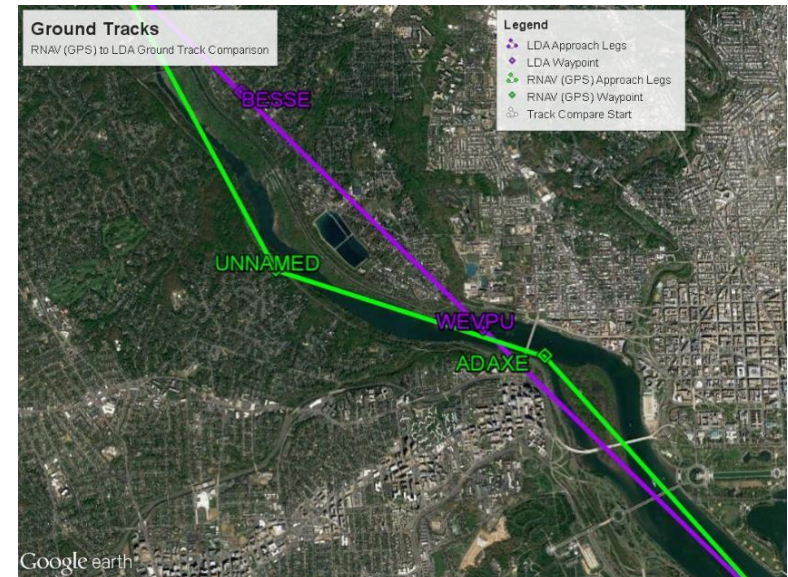 Ground Tracks
RNAV (GPS) to LDA Ground Track Comparison
Legend
LDA Approach Legs
LDA Waypoint
RNAV (GPS) Approach Legs
RNAV (GPS) Waypoint
Track Compare Start
BESSE
UNNAMED
WEVPU
ADAXE
Google earth